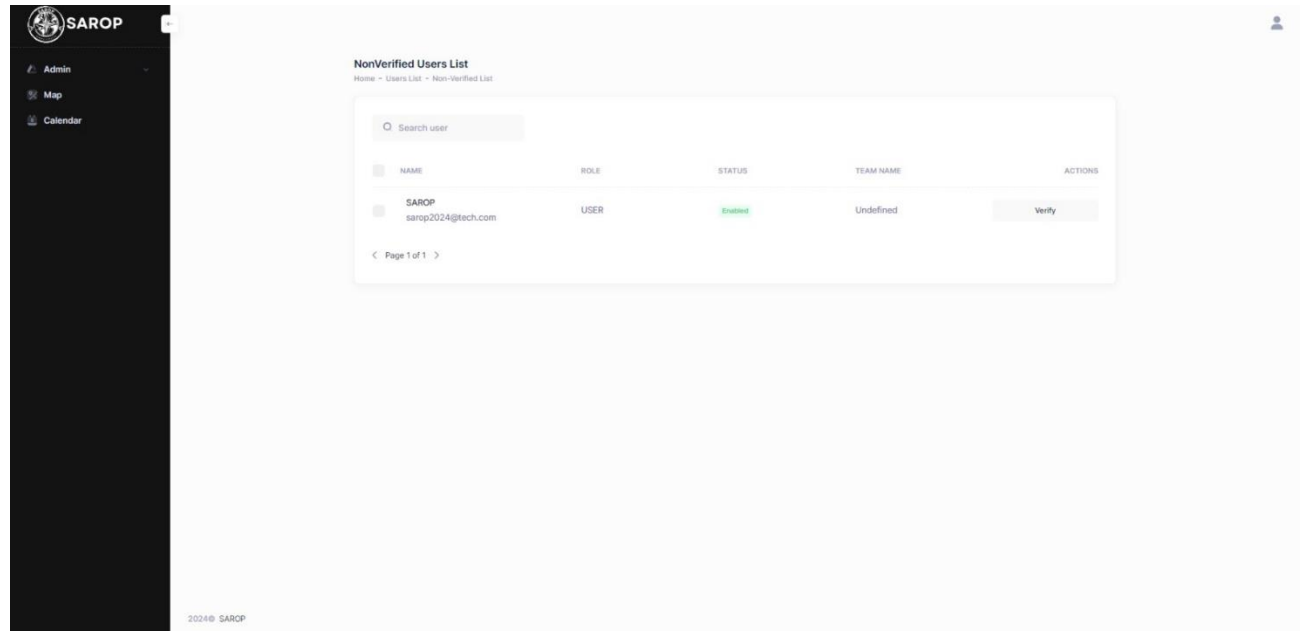 SAROP
Admin
Map
Calendar
NonVerified Users List
Home - Users List - Non-Verified List
Search user
NAME ROLE STATUS TEAM NAME ACTIONS
SAROP
sarop2024@tech.com USER Enabled Undefined Verify
< Page 1 of 1 >
2024© SAROP